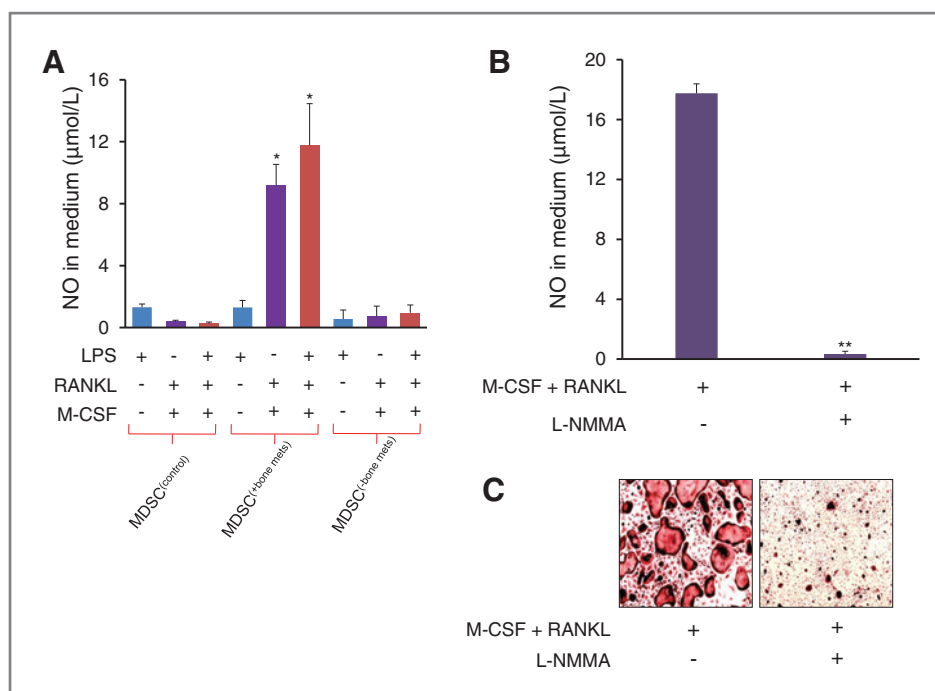 A
NO in medium (µmol/L)
16
12
8
4
0
* *
LPS + - + + - + + - +
RANKL - + + - + + - + +
M-CSF - + + - + + - + +
MDSC(control) MDSC(+bone mets) MDSC(-bone mets)
B
NO in medium (µmol/L)
20
16
12
8
4
0
**
M-CSF + RANKL + +
L-NMMA - +
C
M-CSF + RANKL + +
L-NMMA - +